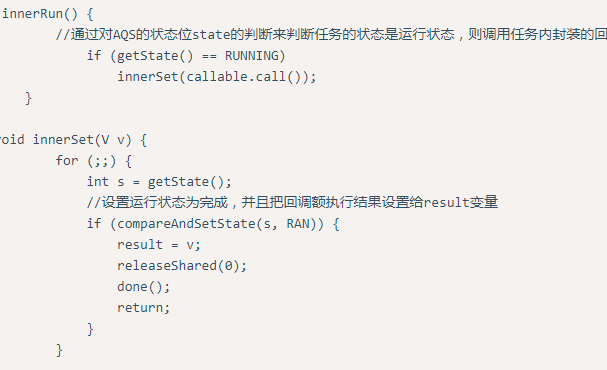 innerRun() {
//通过对AQS的状态位state的判断来判断任务的状态是运行状态，则调用任务内封装的回
if (getState() == RUNNING)
innerSet(callable.call());
}
void innerSet(V v) {
for (;;) {
int s = getState();
//设置运行状态为完成，并且把回调额执行结果设置给result变量
if (compareAndSetState(s, RAN)) {
result = v;
releaseShared(0);
done();
return;
}
}